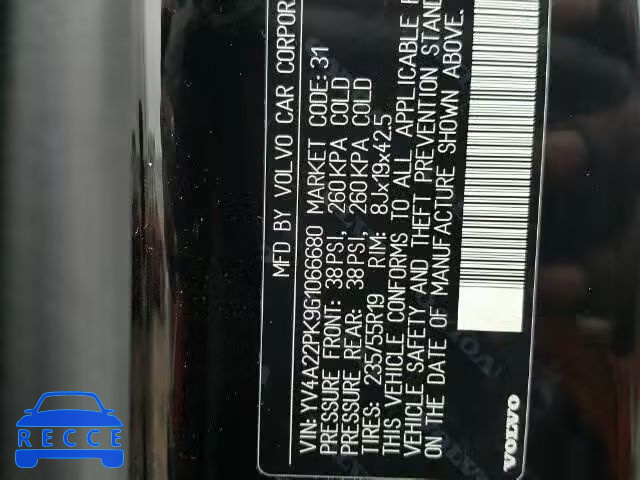 MFD BY VOLVO CAR CORPOR
VIN: YV4A22PK9G1066680 MARKET CODE: 31
PRESSURE FRONT: 38PSI, 260KPA COLD
PRESSURE REAR: 38PSI, 260KPA COLD
TIRES: 235/55R19 RIM: 8Jx19x42.5
THIS VEHICLE CONFORMS TO ALL APPLICABLE F
VEHICLE SAFETY AND THEFT PREVENTION STAND
ON THE DATE OF MANUFACTURE SHOWN ABOVE.
VOLVO
RECCE